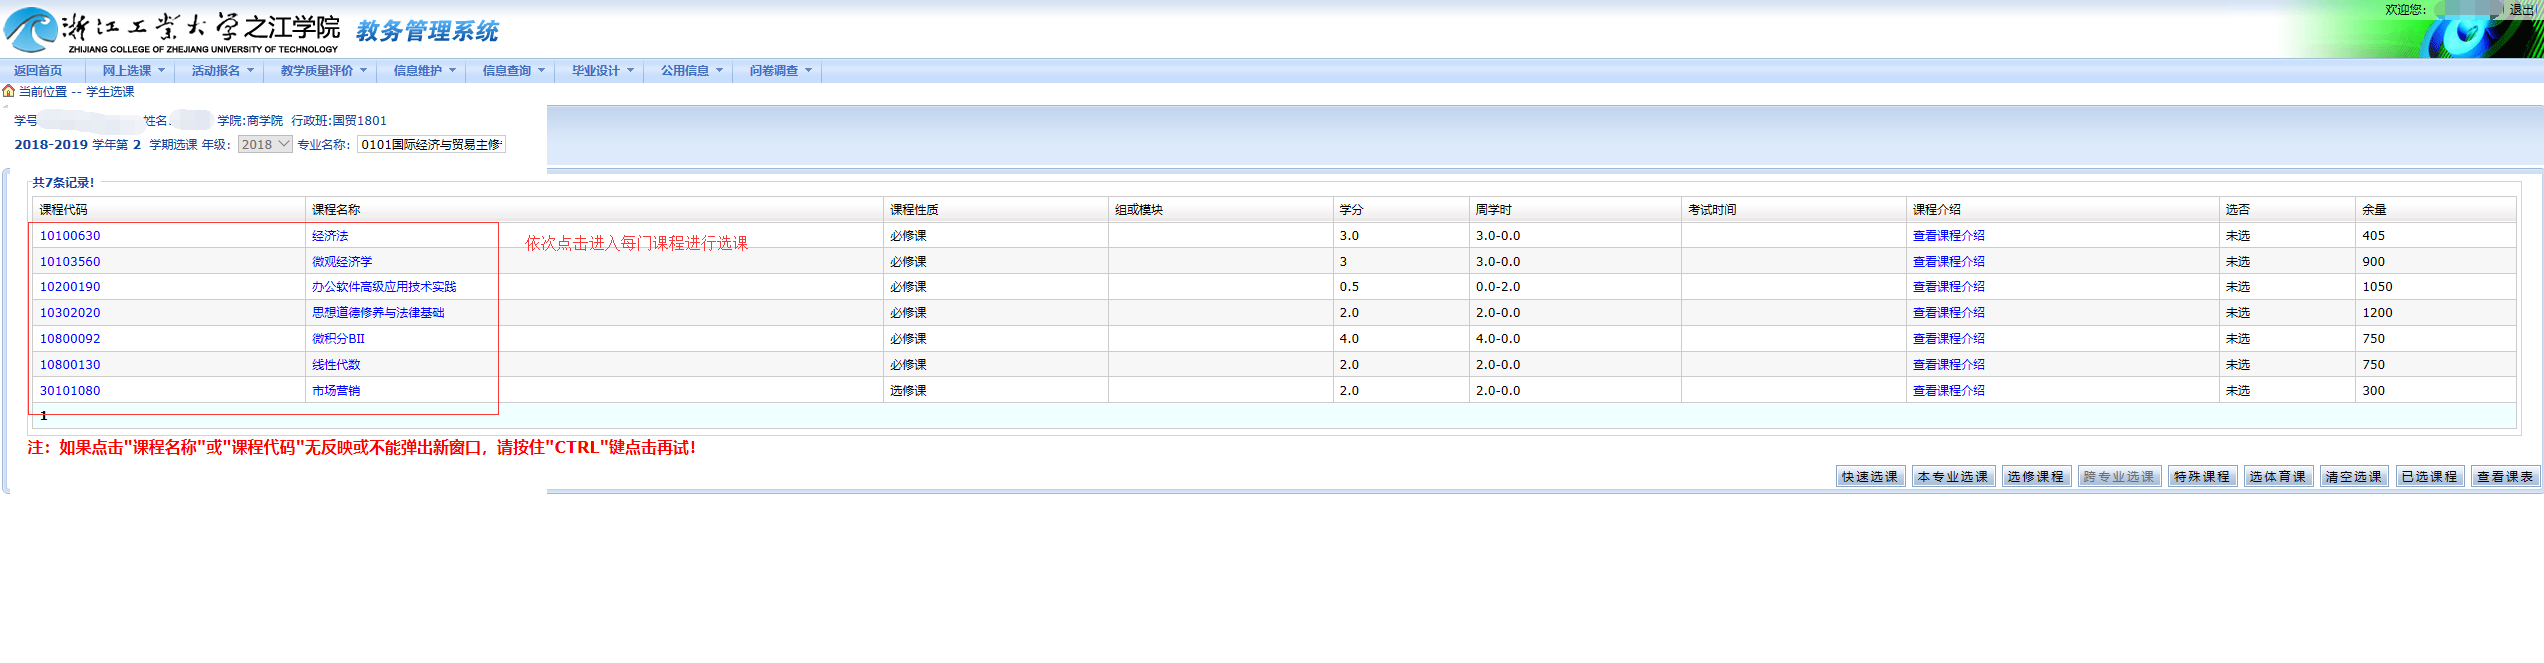 浙江工業大学之江学院 教务管理系统
ZHIJIANG COLLEGE OF ZHEJIANG UNIVERSITY OF TECHNOLOGY
欢迎您: 退出
返回首页 网上选课 活动报名 教学质量评价 信息维护 信息查询 毕业设计 公用信息 问卷调查
当前位置 -- 学生选课
学号 姓名 学院:商学院 行政班:国贸1801
2018-2019 学年第 2 学期选课 年级: 2018 专业名称: 0101国际经济与贸易主修
共7条记录!
课程代码 课程名称 课程性质 组或模块 学分 周学时 考试时间 课程介绍 选否 余量
10100630 经济法 必修课 3.0 3.0-0.0 查看课程介绍 未选 405
依次点击进入每门课程进行选课
10103560 微观经济学 必修课 3 3.0-0.0 查看课程介绍 未选 900
10200190 办公软件高级应用技术实践 必修课 0.5 0.0-2.0 查看课程介绍 未选 1050
10302020 思想道德修养与法律基础 必修课 2.0 2.0-0.0 查看课程介绍 未选 1200
10800092 微积分BII 必修课 4.0 4.0-0.0 查看课程介绍 未选 750
10800130 线性代数 必修课 2.0 2.0-0.0 查看课程介绍 未选 750
30101080 市场营销 选修课 2.0 2.0-0.0 查看课程介绍 未选 300
1
注：如果点击"课程名称"或"课程代码"无反映或不能弹出新窗口，请按住"CTRL"键点击再试!
快速选课 本专业选课 选修课程 跨专业选课 特殊课程 选体育课 清空选课 已选课程 查看课表